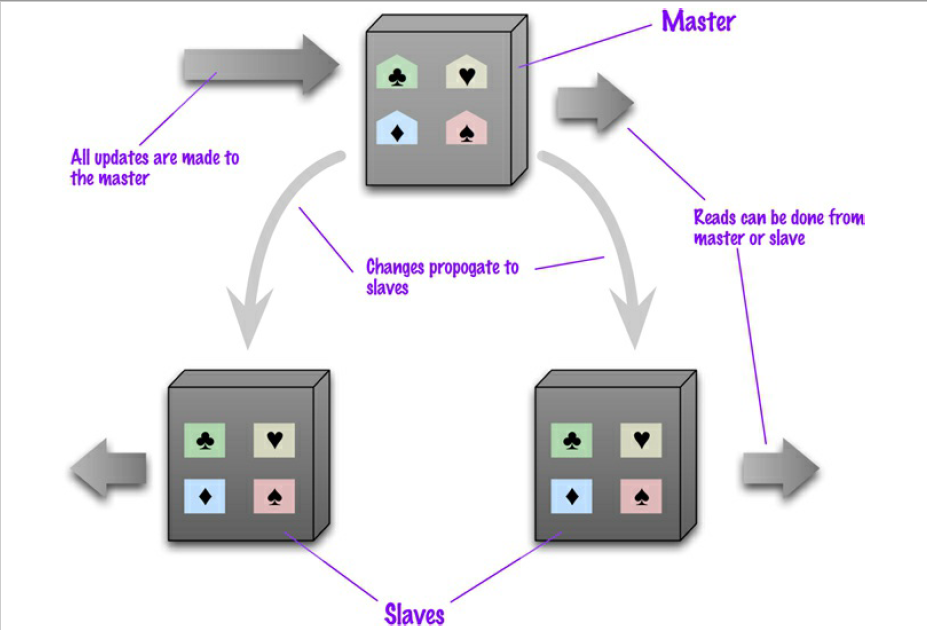 Master
All updates are made to
the master
Reads can be done from
master or slave
Changes propogate to
slaves
Slaves